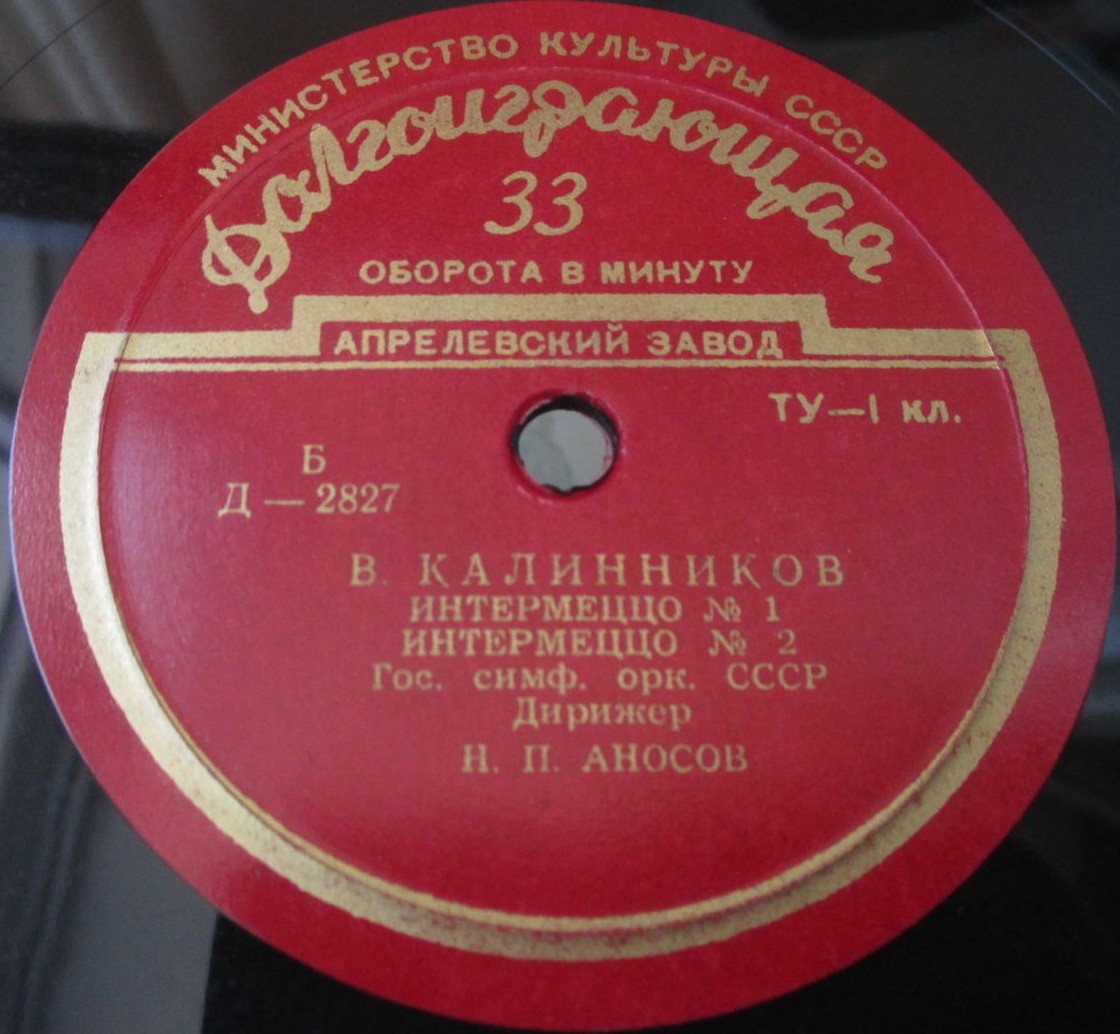 МИНИСТЕРСТВО КУЛЬТУРЫ СССР
Долгоиграющая
33
ОБОРОТА В МИНУТУ
АПРЕЛЕВСКИЙ ЗАВОД
ТУ—1 кл.
Б
Д — 2827
В. КАЛИННИКОВ
ИНТЕРМЕЦЦО № 1
ИНТЕРМЕЦЦО № 2
Гос. симф. орк. СССР
Дирижер
Н. П. АНОСОВ